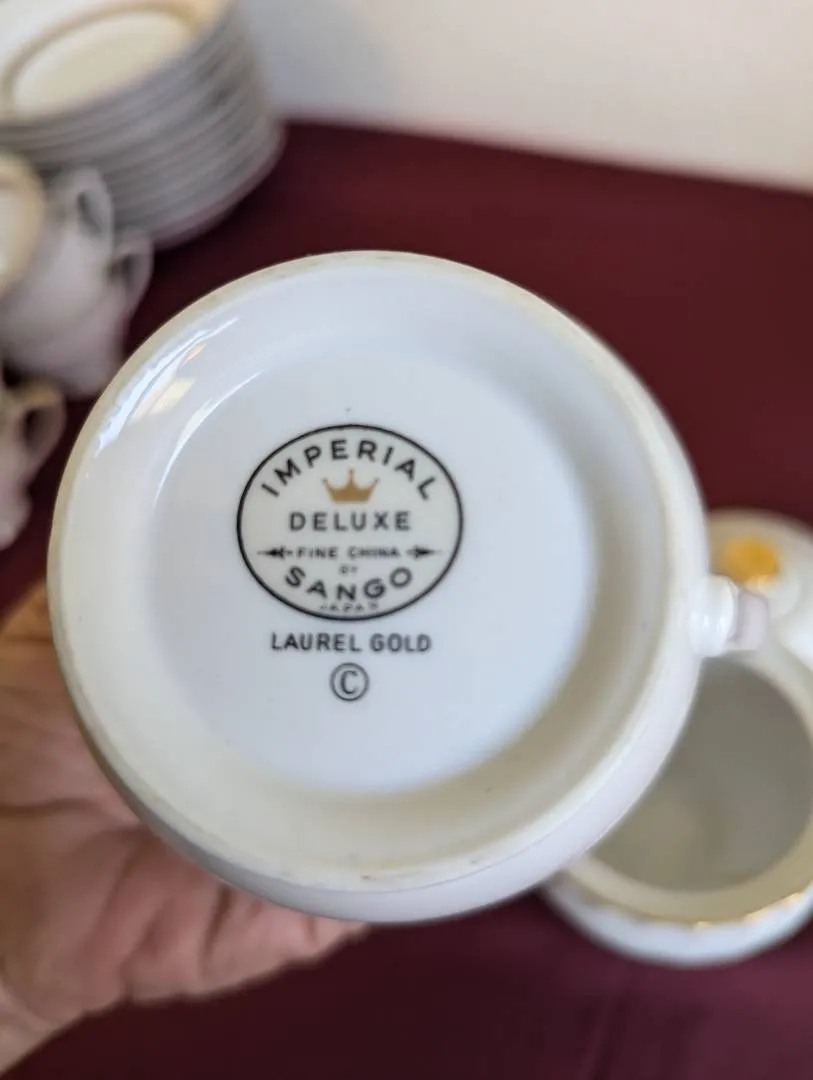 IMPERIAL
DELUXE
FINE CHINA
BY
SANGO
JAPAN
LAUREL GOLD
©